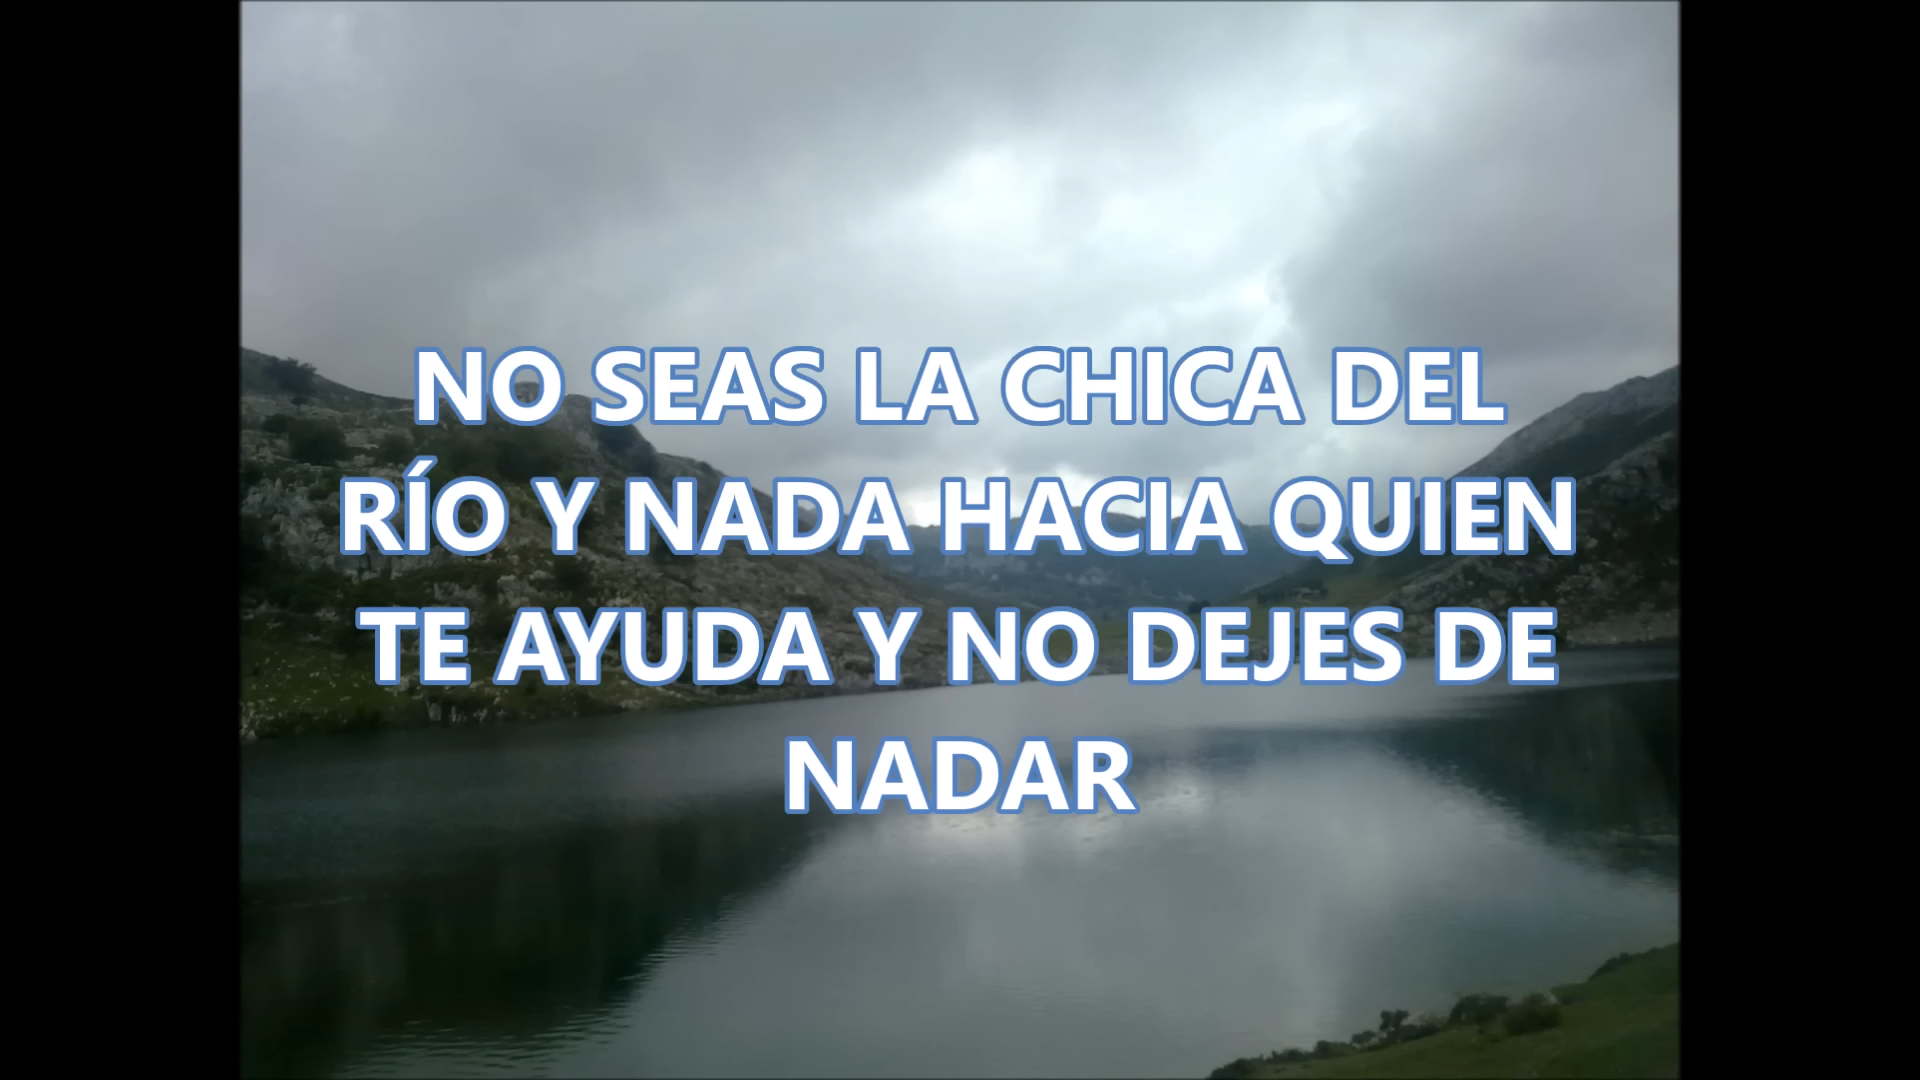 NO SEAS LA CHICA DEL
RÍO Y NADA HACIA QUIEN
TE AYUDA Y NO DEJES DE
NADAR